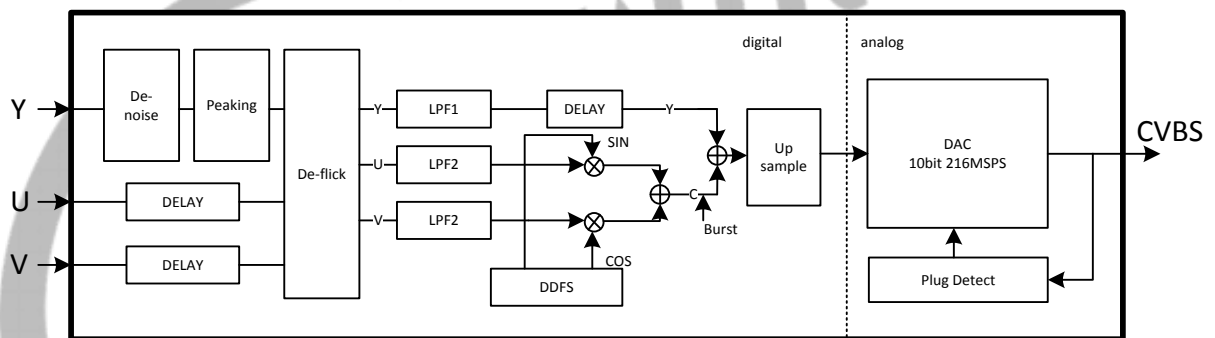 digital
analog
Y
De-
noise
Peaking
De-flick
Y
LPF1
DELAY
Y
SIN
Up
sample
DAC
10bit 216MSPS
CVBS
U
DELAY
U
LPF2
V
LPF2
C
Burst
V
DELAY
COS
DDFS
Plug Detect